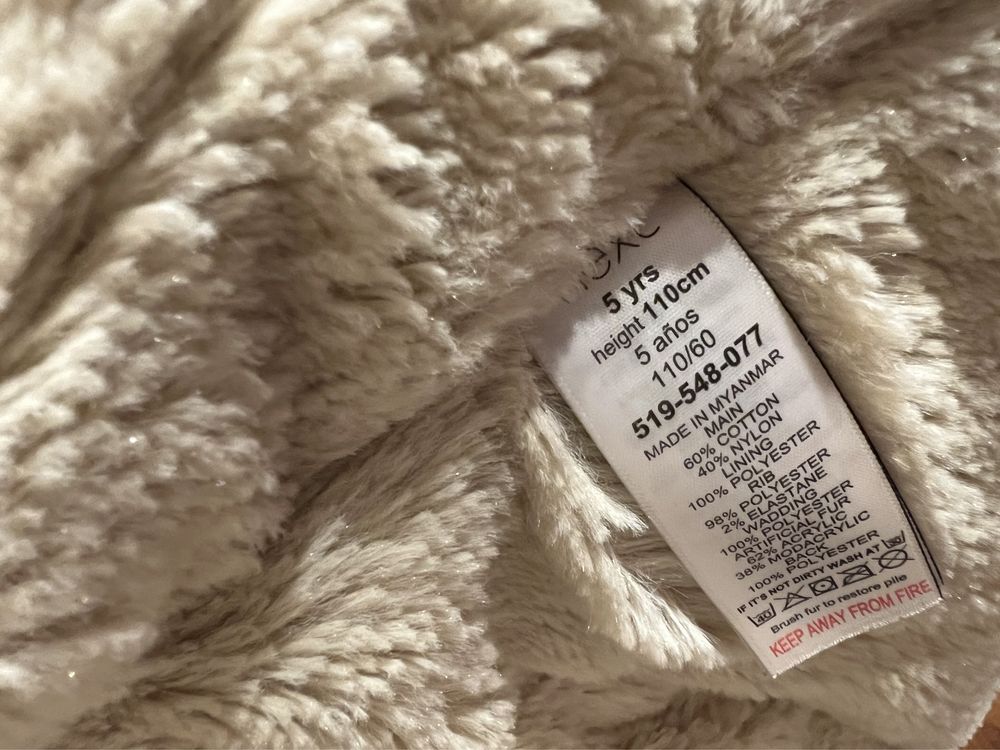 5 yrs
height 110cm
5 años
110/60
519-548-077
MADE IN MYANMAR
MAIN
60% COTTON
40% NYLON
LINING
100% POLYESTER
RIB
98% POLYESTER
2% ELASTANE
WADDING
100% POLYESTER
ARTIFICIAL FUR
62% ACRYLIC
38% MODACRYLIC
BACK
100% POLYESTER
IF IT'S NOT DIRTY WASH AT 30
40
Brush fur to restore pile
KEEP AWAY FROM FIRE